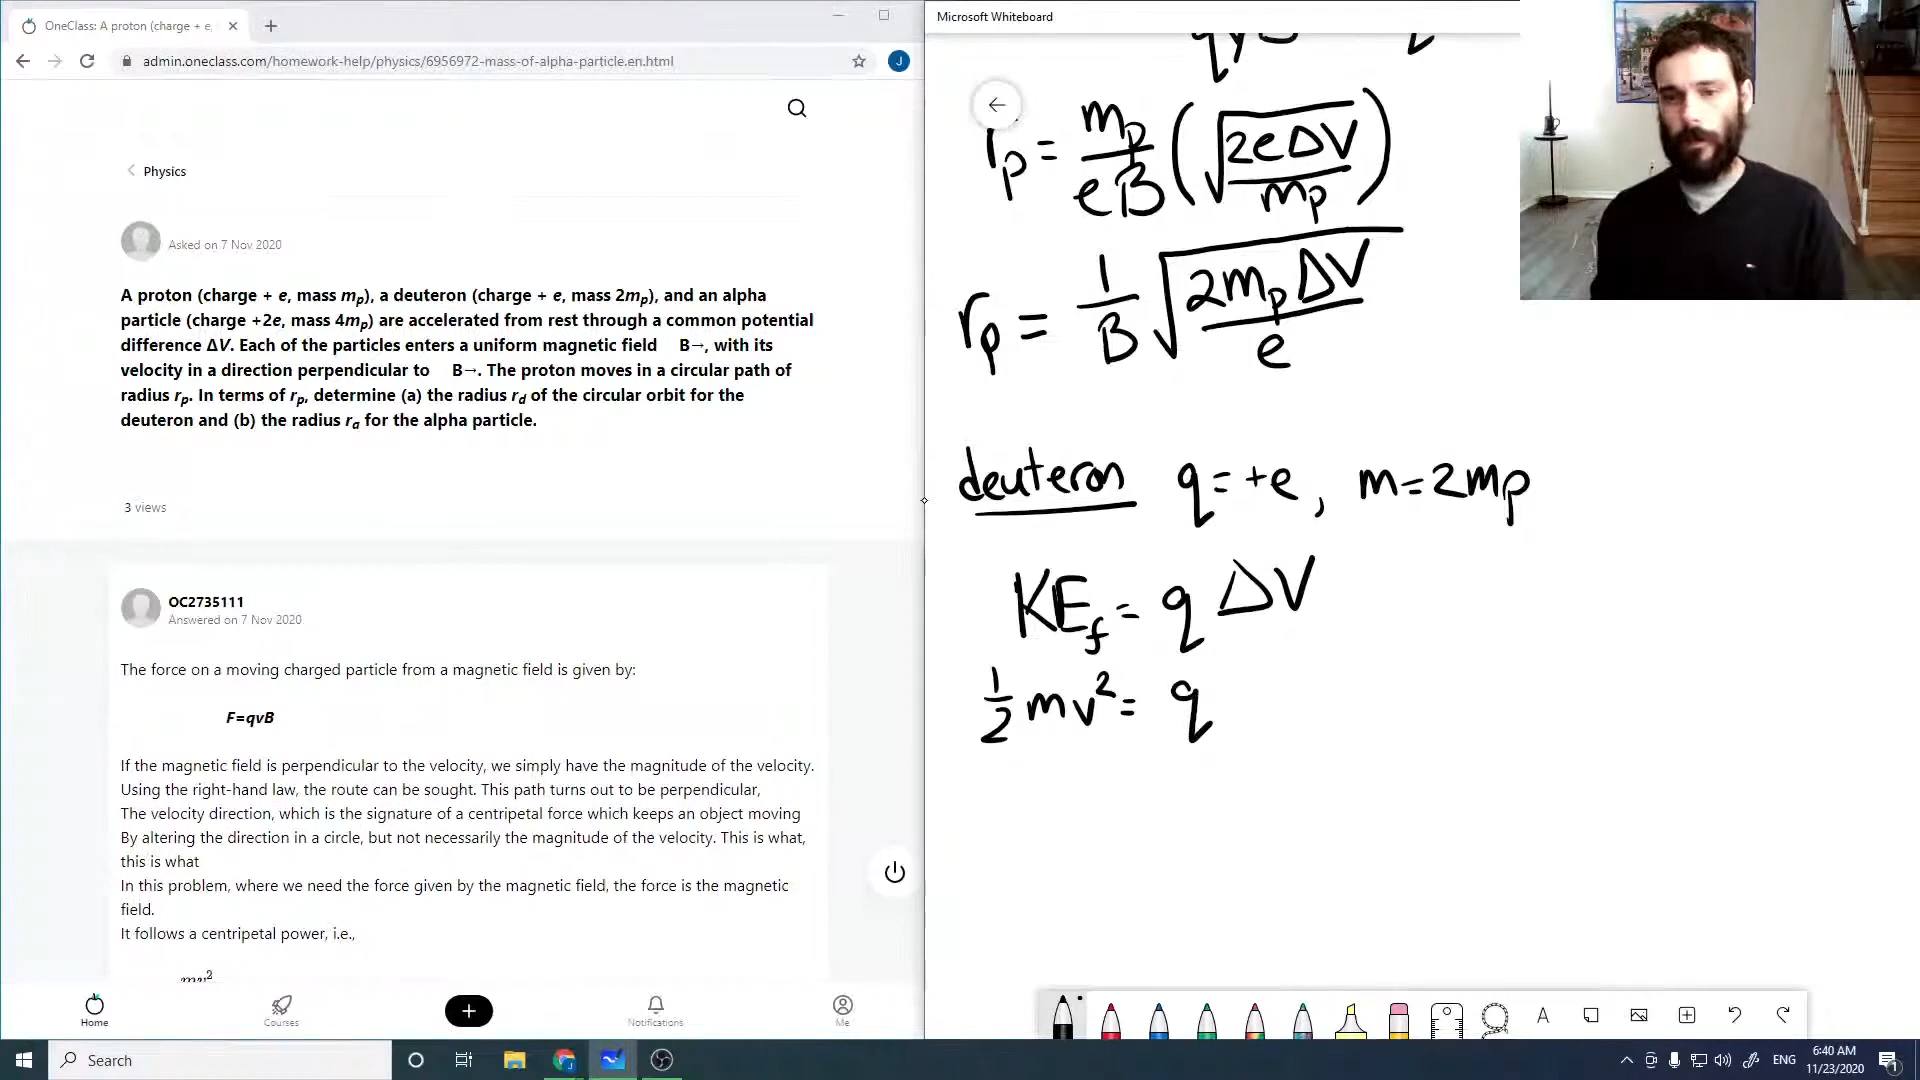 OneClass: A proton (charge + e,
admin.oneclass.com/homework-help/physics/6956972-mass-of-alpha-particle.en.html
J
Physics
Asked on 7 Nov 2020
A proton (charge + e, mass mp), a deuteron (charge + e, mass 2mp), and an alpha
particle (charge +2e, mass 4mp) are accelerated from rest through a common potential
difference ΔV. Each of the particles enters a uniform magnetic field B→, with its
velocity in a direction perpendicular to B→. The proton moves in a circular path of
radius rp. In terms of rp, determine (a) the radius rd of the circular orbit for the
deuteron and (b) the radius ra for the alpha particle.
3 views
OC2735111
Answered on 7 Nov 2020
The force on a moving charged particle from a magnetic field is given by:
F=qvB
If the magnetic field is perpendicular to the velocity, we simply have the magnitude of the velocity.
Using the right-hand law, the route can be sought. This path turns out to be perpendicular,
The velocity direction, which is the signature of a centripetal force which keeps an object moving
By altering the direction in a circle, but not necessarily the magnitude of the velocity. This is what,
this is what
In this problem, where we need the force given by the magnetic field, the force is the magnetic
field.
It follows a centripetal power, i.e.,
mv²
Home
Courses
Notifications
Me
Microsoft Whiteboard
rp = mp/eB (√(2eΔV/mp))
rp = 1/B √(2mpΔV/e)
deuteron q = +e, m = 2mp
KEf = q ΔV
½ mv² = q
Search
ENG
6:40 AM
11/23/2020
1